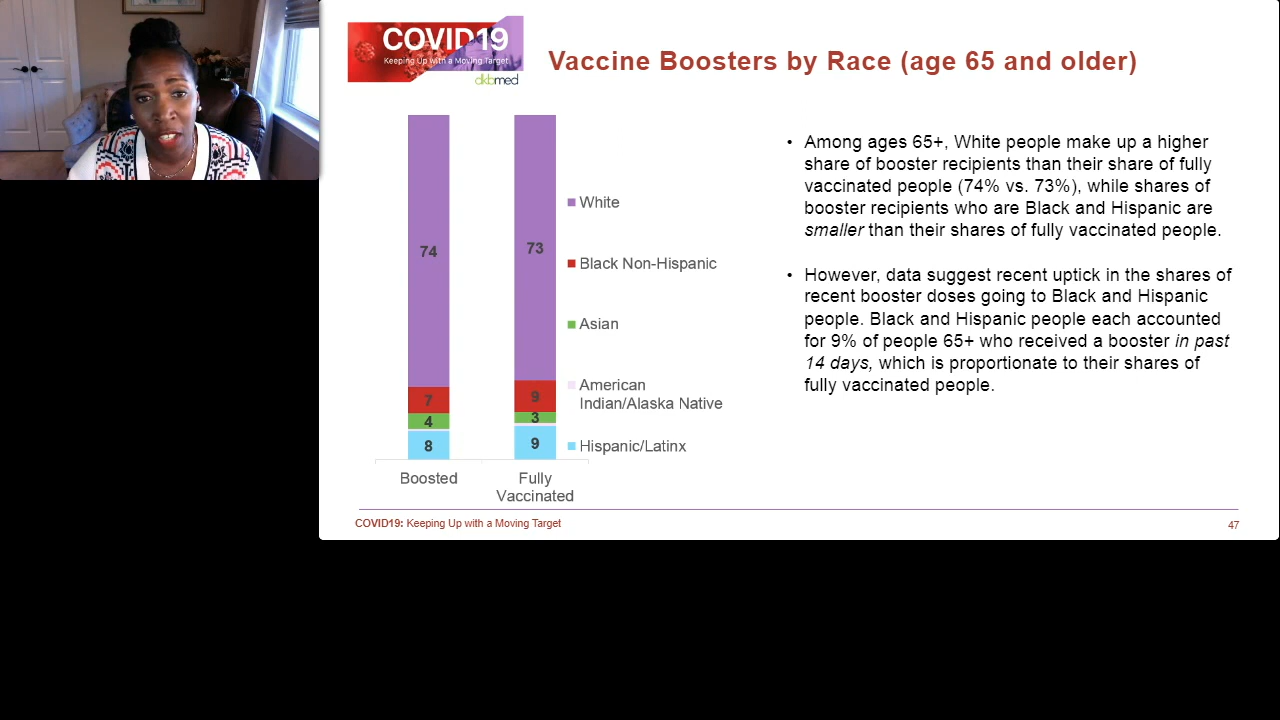 COVID19
Keeping Up with a Moving Target
dkbmed
Vaccine Boosters by Race (age 65 and older)
74
7
4
8
73
9
3
9
Boosted
Fully
Vaccinated
White
Black Non-Hispanic
Asian
American
Indian/Alaska Native
Hispanic/Latinx
• Among ages 65+, White people make up a higher
share of booster recipients than their share of fully
vaccinated people (74% vs. 73%), while shares of
booster recipients who are Black and Hispanic are
smaller than their shares of fully vaccinated people.
• However, data suggest recent uptick in the shares of
recent booster doses going to Black and Hispanic
people. Black and Hispanic people each accounted
for 9% of people 65+ who received a booster in past
14 days, which is proportionate to their shares of
fully vaccinated people.
COVID19: Keeping Up with a Moving Target
47